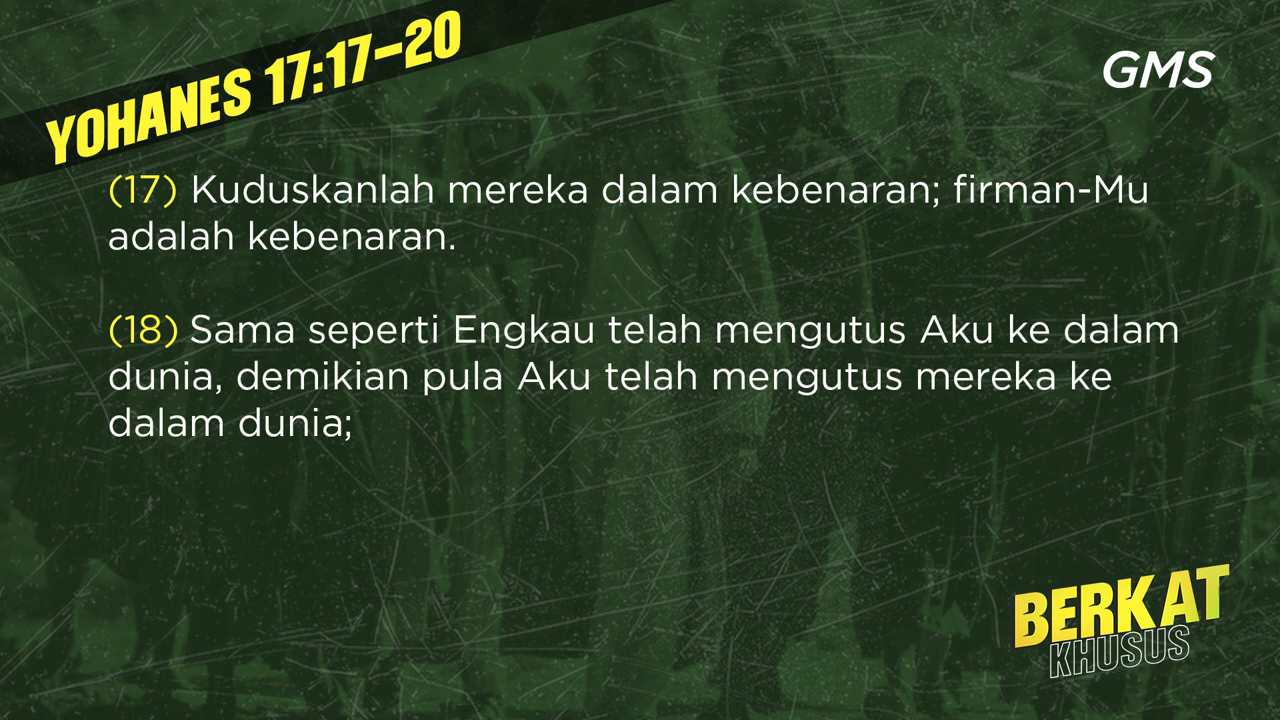 YOHANES 17:17–20
GMS
(17) Kuduskanlah mereka dalam kebenaran; firman-Mu
adalah kebenaran.
(18) Sama seperti Engkau telah mengutus Aku ke dalam
dunia, demikian pula Aku telah mengutus mereka ke
dalam dunia;
BERKAT
KHUSUS